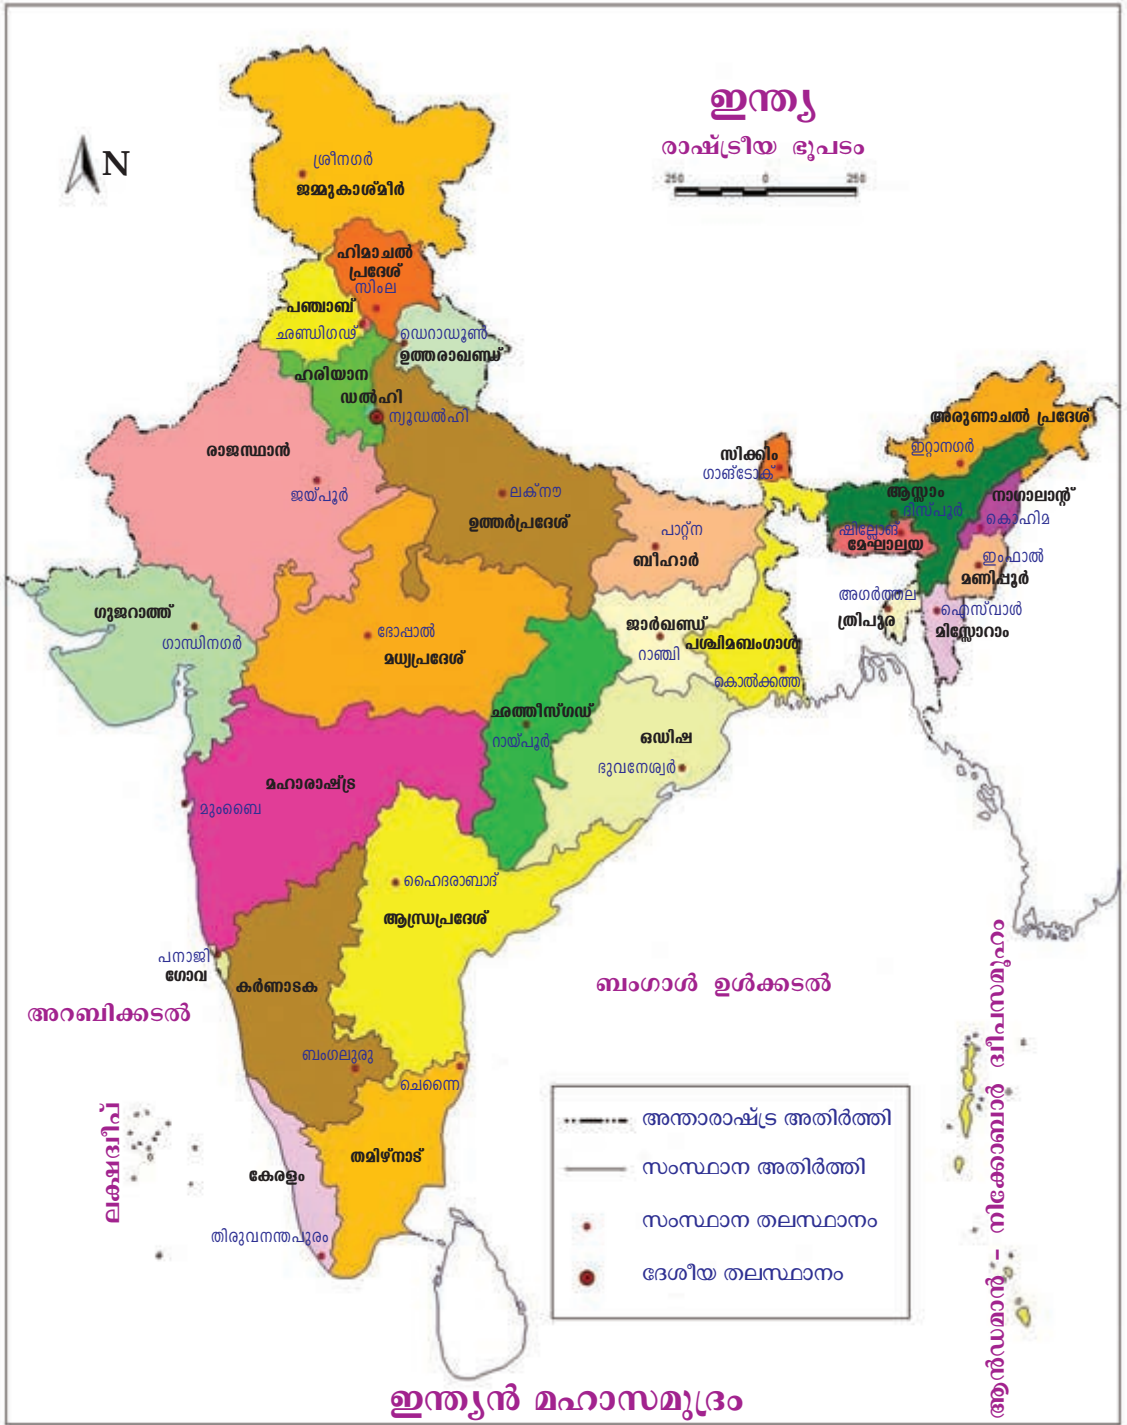 ഇന്ത്യ
രാഷ്ട്രീയ ഭൂപടം
250 0 250
N
ശ്രീനഗർ
ജമ്മുകാശ്മീർ
ഹിമാചൽ
പ്രദേശ്
സിംല
പഞ്ചാബ്
ഛണ്ഡിഗഢ്
ഡെറാഡൂൺ
ഉത്തരാഖണ്ഡ്
ഹരിയാന
ഡൽഹി
ന്യൂഡൽഹി
അരുണാചൽ പ്രദേശ്
ഇറ്റാനഗർ
രാജസ്ഥാൻ
ജയ്പൂർ
സിക്കിം
ഗാങ്ടോക്
ലക്നൗ
ഉത്തർപ്രദേശ്
ആസ്സാം
ദിസ്പൂർ
നാഗാലാന്റ്
കൊഹിമ
ഷില്ലോങ്
മേഘാലയ
പാറ്റ്ന
ബീഹാർ
ഇംഫാൽ
മണിപ്പൂർ
അഗർത്തല
ത്രിപുര
ഐസ്‌വാൾ
മിസ്സോറാം
ഗുജറാത്ത്
ഗാന്ധിനഗർ
ഭോപ്പാൽ
മധ്യപ്രദേശ്
ജാർഖണ്ഡ്
റാഞ്ചി
പശ്ചിമബംഗാൾ
കൊൽക്കത്ത
ഛത്തീസ്ഗഡ്
റായ്പൂർ
ഒഡിഷ
ഭുവനേശ്വർ
മഹാരാഷ്ട്ര
മുംബൈ
ഹൈദരാബാദ്
ആന്ധ്രപ്രദേശ്
പനാജി
ഗോവ
കർണാടക
അറബിക്കടൽ
ബംഗാൾ ഉൾക്കടൽ
ബംഗലുരു
ചെന്നൈ
ലക്ഷദ്വീപ്
തമിഴ്നാട്
കേരളം
തിരുവനന്തപുരം
ആൻഡമാൻ – നിക്കോബാർ ദ്വീപസമൂഹം
അന്താരാഷ്ട്ര അതിർത്തി
സംസ്ഥാന അതിർത്തി
സംസ്ഥാന തലസ്ഥാനം
ദേശീയ തലസ്ഥാനം
ഇന്ത്യൻ മഹാസമുദ്രം